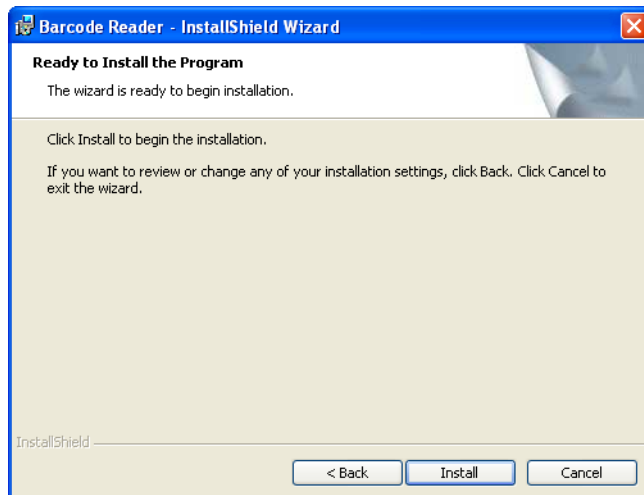 Barcode Reader - InstallShield Wizard
Ready to Install the Program
The wizard is ready to begin installation.
Click Install to begin the installation.
If you want to review or change any of your installation settings, click Back. Click Cancel to
exit the wizard.
InstallShield
< Back
Install
Cancel